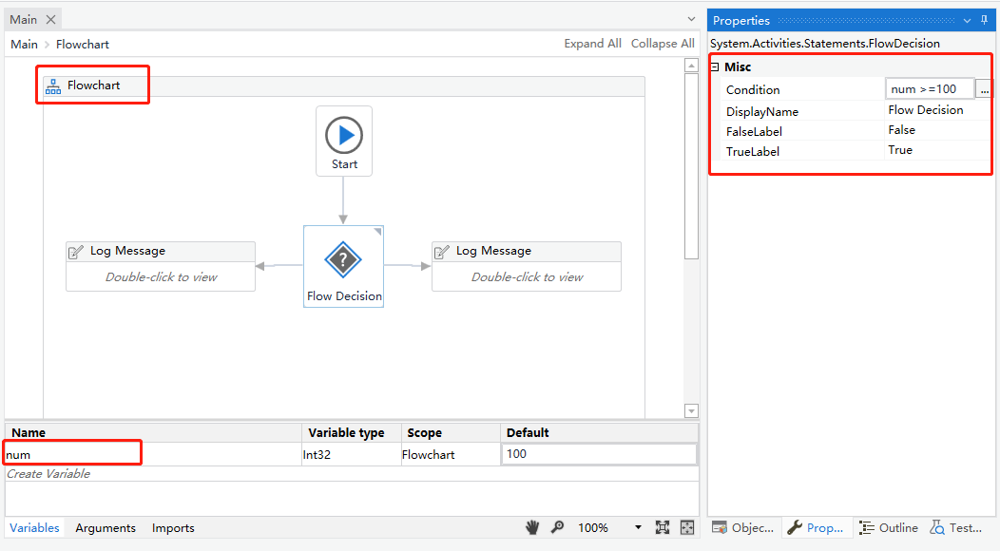 Main
Main > Flowchart
Expand All Collapse All
Flowchart
Start
Log Message
Double-click to view
Flow Decision
Log Message
Double-click to view
Name Variable type Scope Default
num Int32 Flowchart 100
Create Variable
Variables Arguments Imports
100%
Properties
System.Activities.Statements.FlowDecision
Misc
Condition num >=100 ...
DisplayName Flow Decision
FalseLabel False
TrueLabel True
Objec... Prop... Outline Test...